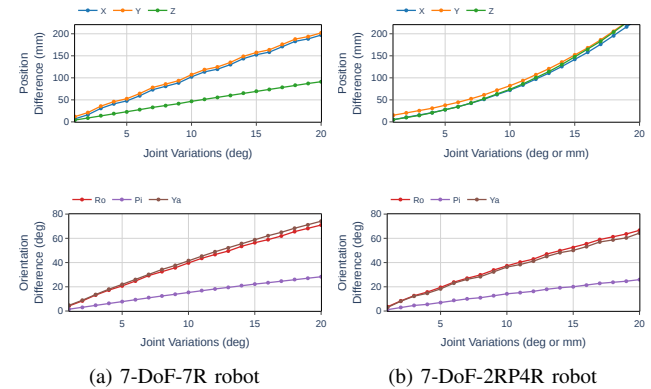 X Y Z
Position
Difference (mm)
200
150
100
50
0
5 10 15 20
Joint Variations (deg)
X Y Z
Position
Difference (mm)
200
150
100
50
0
5 10 15 20
Joint Variations (deg or mm)
Ro Pi Ya
Orientation
Difference (deg)
80
60
40
20
0
5 10 15 20
Joint Variations (deg)
Ro Pi Ya
Orientation
Difference (deg)
80
60
40
20
0
5 10 15 20
Joint Variations (deg or mm)
(a) 7-DoF-7R robot
(b) 7-DoF-2RP4R robot